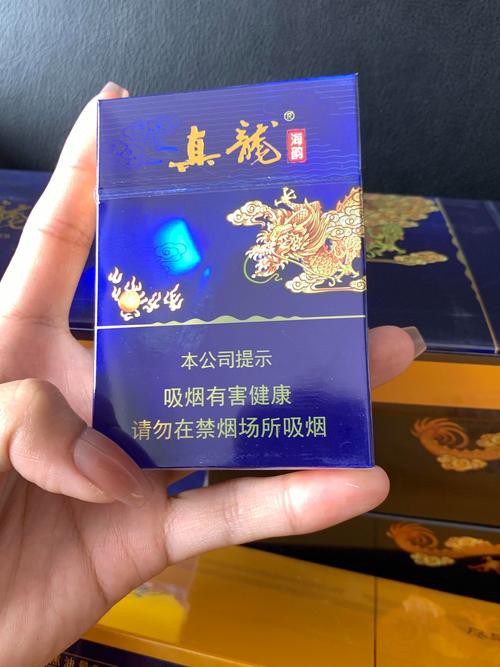 真龍®
海韵
本公司提示
吸烟有害健康
请勿在禁烟场所吸烟
龙